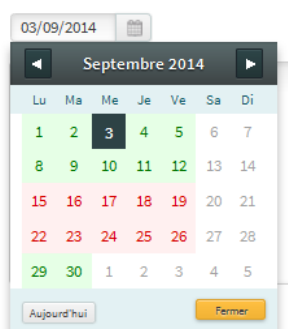 03/09/2014
Septembre 2014
Lu Ma Me Je Ve Sa Di
1 2 3 4 5 6 7
8 9 10 11 12 13 14
15 16 17 18 19 20 21
22 23 24 25 26 27 28
29 30 1 2 3 4 5
Aujourd'hui Fermer